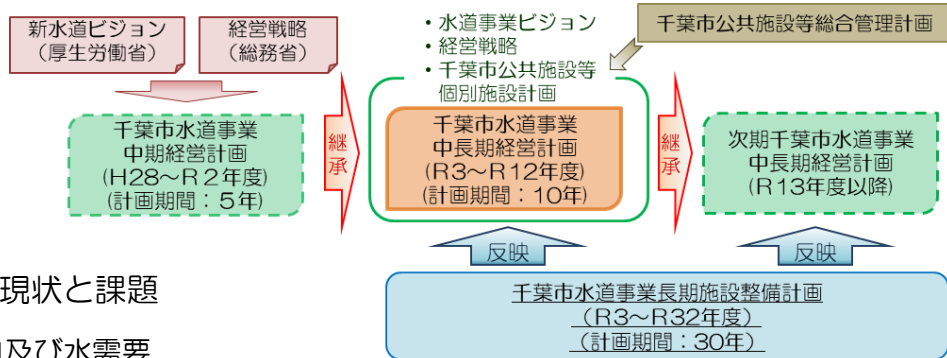 新水道ビジョン
（厚生労働省）
経営戦略
（総務省）
・水道事業ビジョン
・経営戦略
・千葉市公共施設等
個別施設計画
千葉市公共施設等総合管理計画
千葉市水道事業
中期経営計画
(H28～R２年度)
(計画期間：５年)
継承
千葉市水道事業
中長期経営計画
(R3～R12年度)
(計画期間：10年)
継承
次期千葉市水道事業
中長期経営計画
(R13年度以降)
反映
反映
千葉市水道事業長期施設整備計画
（R3～R32年度）
（計画期間：30年）
現状と課題
及び水需要